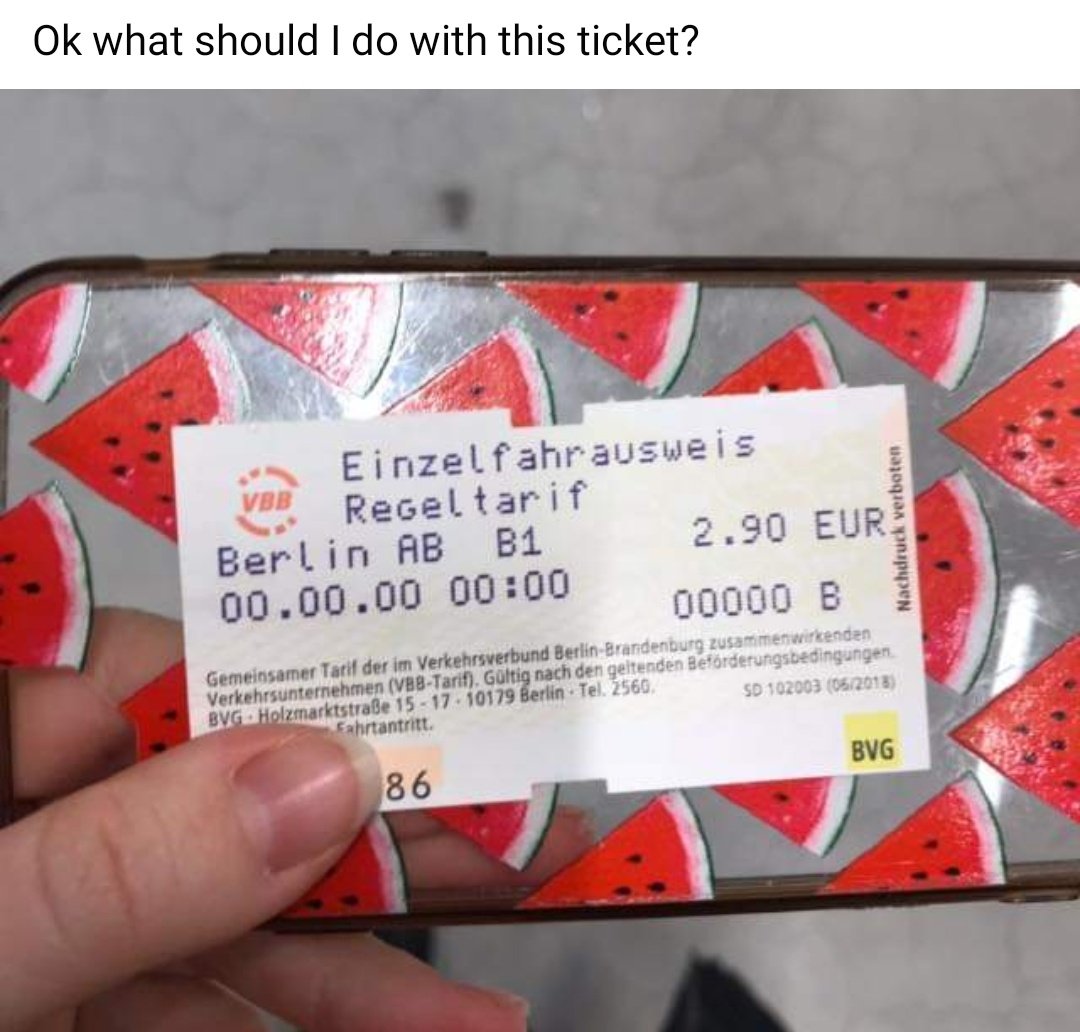 Ok what should I do with this ticket?
Einzelfahrausweis
VBB
Regeltarif
Berlin AB B1
2.90 EUR
00.00.00 00:00
00000 B
Nachdruck verboten
Gemeinsamer Tarif der im Verkehrsverbund Berlin-Brandenburg zusammenwirkenden
Verkehrsunternehmen (VBB-Tarif). Gültig nach den geltenden Beförderungsbedingungen.
BVG · Holzmarktstraße 15 - 17 · 10179 Berlin · Tel. 2560.
SD 102003 (06/2018)
Fahrtantritt.
BVG
86